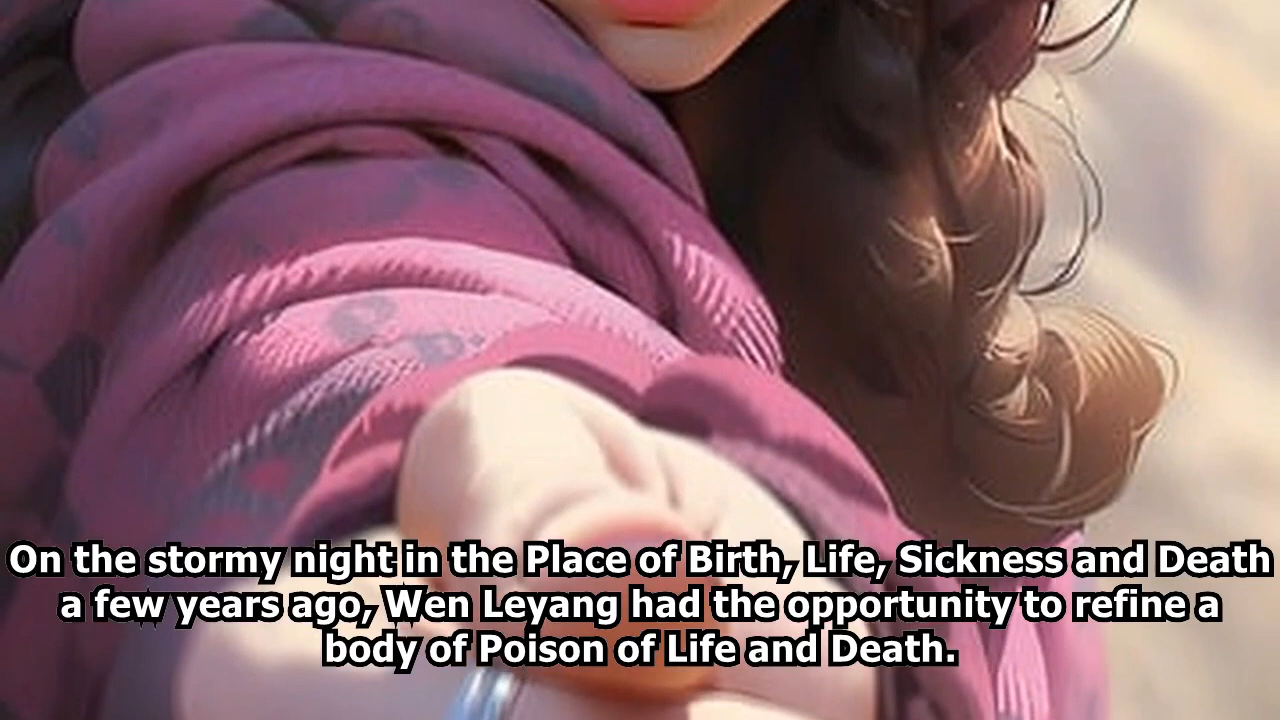 On the stormy night in the Place of Birth, Life, Sickness and Death
a few years ago, Wen Leyang had the opportunity to refine a
body of Poison of Life and Death.